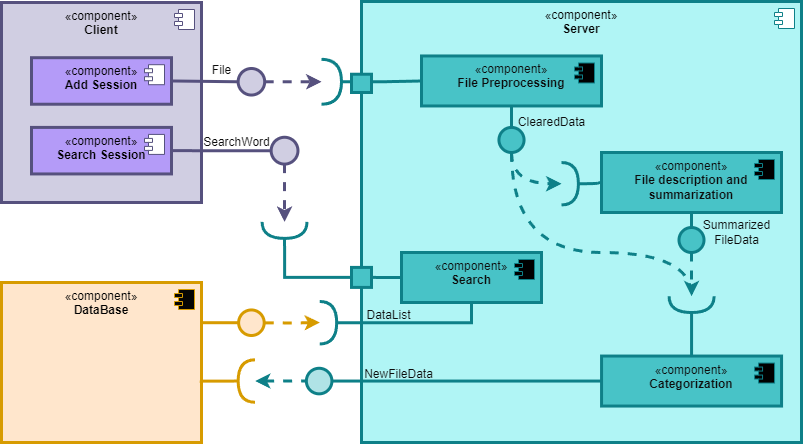 «component»
Client
«component»
Add Session
«component»
Search Session
File
SearchWord
«component»
Server
«component»
File Preprocessing
ClearedData
«component»
File description and
summarization
Summarized
FileData
«component»
Search
«component»
DataBase
DataList
NewFileData
«component»
Categorization